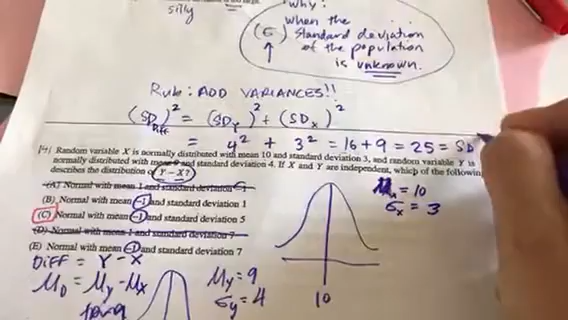 silly
Why?
when the
(σ) Standard deviation
of the population
is unknown.
Rule: ADD VARIANCES!!
(SD Diff)² = (SDy)² + (SDx)²
= 4² + 3² = 16 + 9 = 25 = SD
Random variable X is normally distributed with mean 10 and standard deviation 3, and random variable Y is
normally distributed with mean 9 and standard deviation 4. If X and Y are independent, which of the following
describes the distribution of Y – X?
(A) Normal with mean 1 and standard deviation
(B) Normal with mean –1 and standard deviation 1
(C) Normal with mean –1 and standard deviation 5
(D) Normal with mean 1 and standard deviation 7
(E) Normal with mean –1 and standard deviation 7
μx = 10
σx = 3
10
DIFF = Y – X
μD = μy – μx
μy = 9
σy = 4